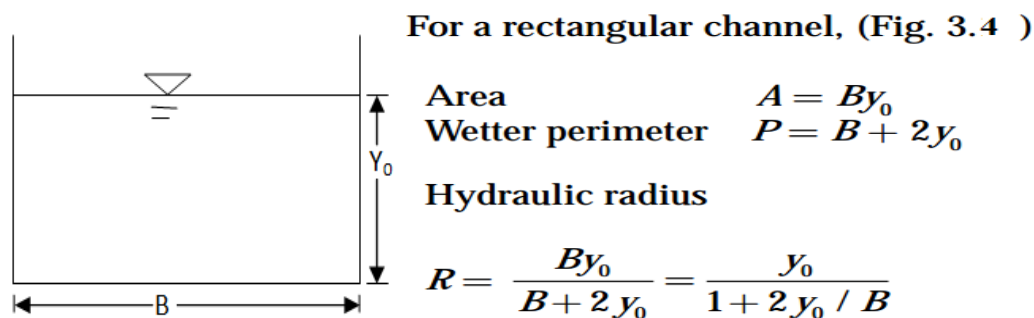 For a rectangular channel, (Fig. 3.4 )
Area A = By₀
Wetter perimeter P = B + 2y₀
Y₀
Hydraulic radius
R = By₀ / (B + 2y₀) = y₀ / (1 + 2y₀ / B)
B